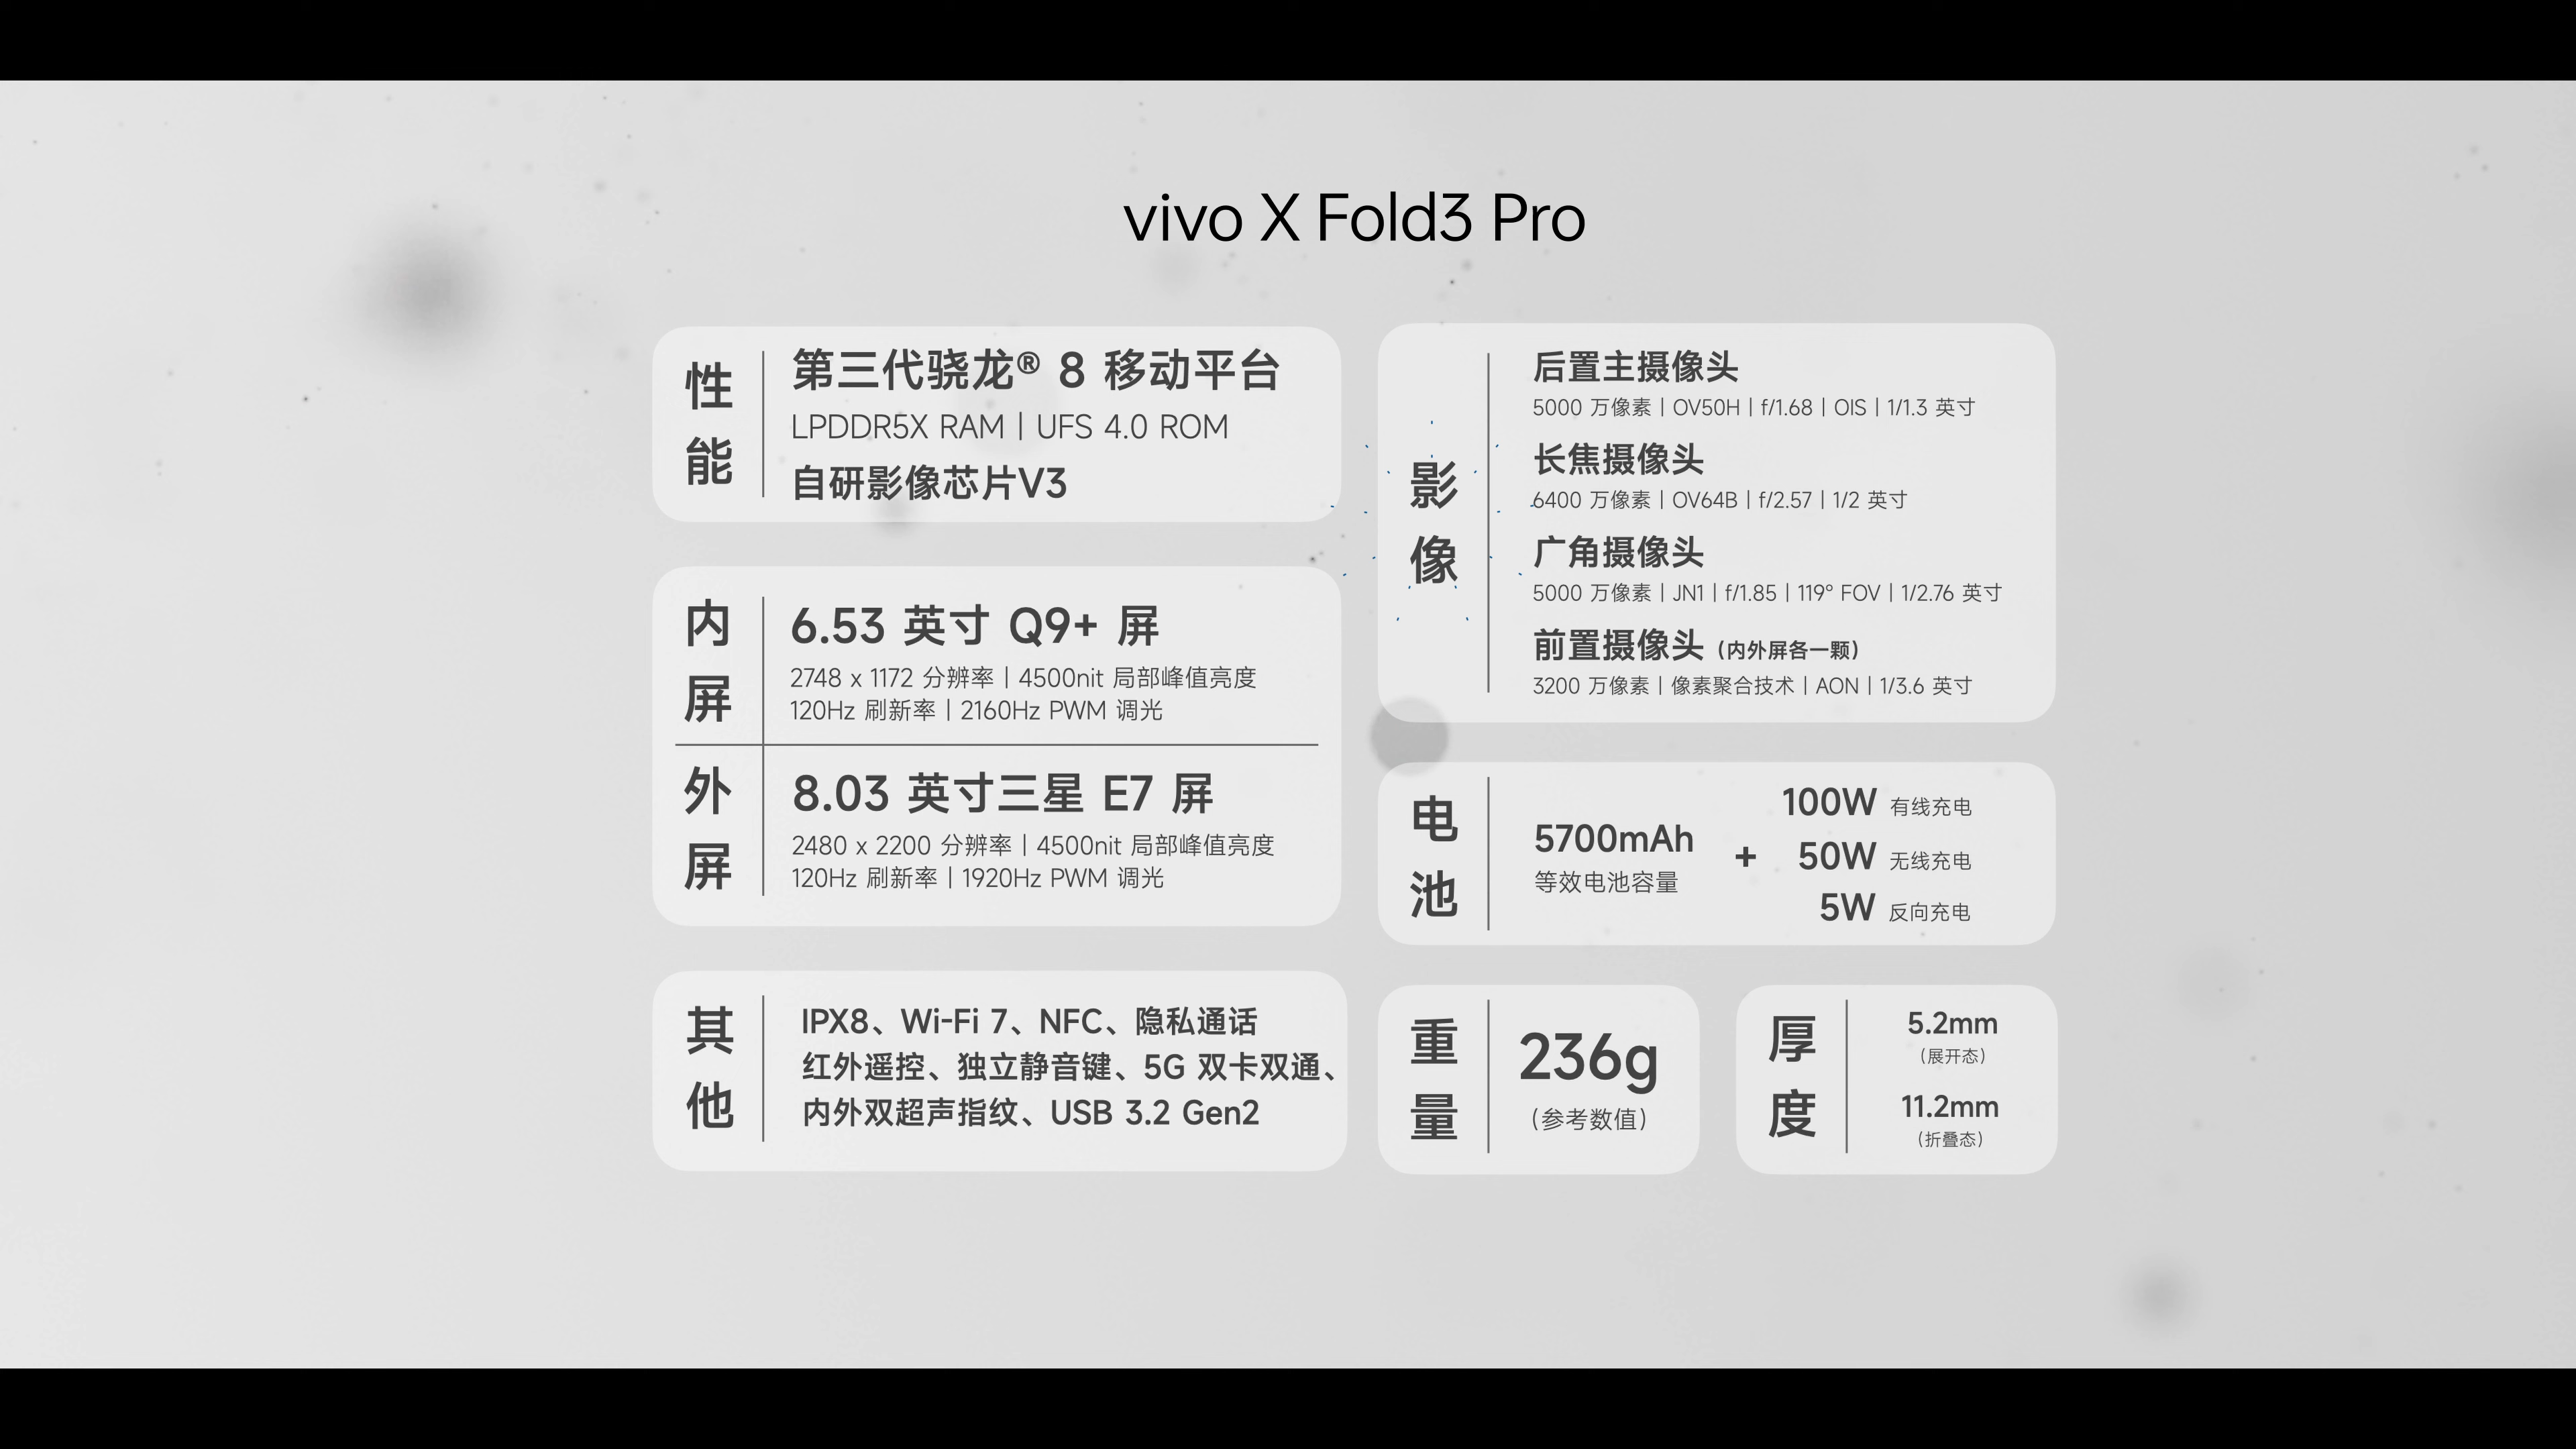 vivo X Fold3 Pro
性能
第三代骁龙® 8 移动平台
LPDDR5X RAM | UFS 4.0 ROM
自研影像芯片V3
内屏
6.53 英寸 Q9+ 屏
2748 x 1172 分辨率 | 4500nit 局部峰值亮度
120Hz 刷新率 | 2160Hz PWM 调光
外屏
8.03 英寸三星 E7 屏
2480 x 2200 分辨率 | 4500nit 局部峰值亮度
120Hz 刷新率 | 1920Hz PWM 调光
其他
IPX8、Wi-Fi 7、NFC、隐私通话
红外遥控、独立静音键、5G 双卡双通、
内外双超声指纹、USB 3.2 Gen2
影像
后置主摄像头
5000 万像素 | OV50H | f/1.68 | OIS | 1/1.3 英寸
长焦摄像头
6400 万像素 | OV64B | f/2.57 | 1/2 英寸
广角摄像头
5000 万像素 | JN1 | f/1.85 | 119° FOV | 1/2.76 英寸
前置摄像头（内外屏各一颗）
3200 万像素 | 像素聚合技术 | AON | 1/3.6 英寸
电池
5700mAh
等效电池容量
+
100W 有线充电
50W 无线充电
5W 反向充电
重量
236g
（参考数值）
厚度
5.2mm
（展开态）
11.2mm
（折叠态）